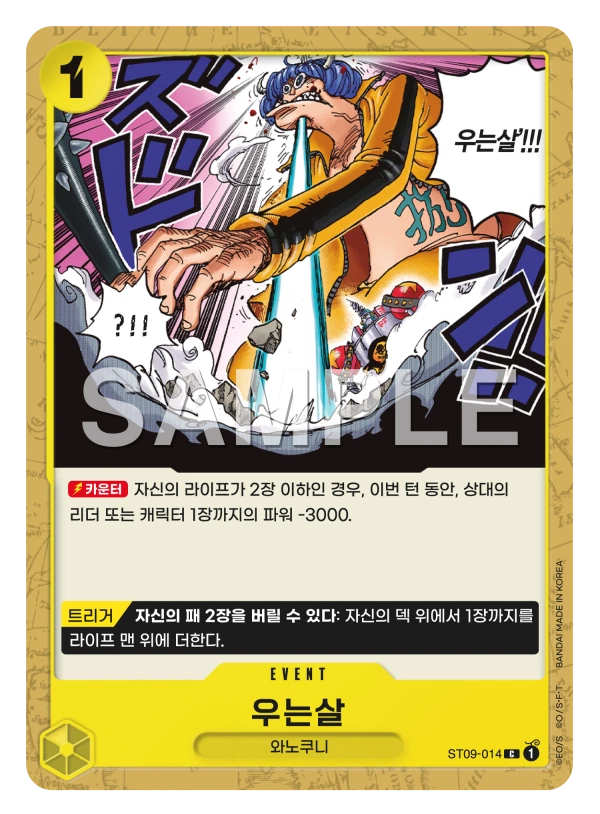 1
ズドン!!
우는살!!!
?!!
SAMPLE
카운터 자신의 라이프가 2장 이하인 경우, 이번 턴 동안, 상대의
리더 또는 캐릭터 1장까지의 파워 -3000.
트리거 자신의 패 2장을 버릴 수 있다: 자신의 덱 위에서 1장까지를
라이프 맨 위에 더한다.
EVENT
우는살
와노쿠니
ST09-014 C 1
©EO/S ©O/S·F·T· BANDAI MADE IN KOREA